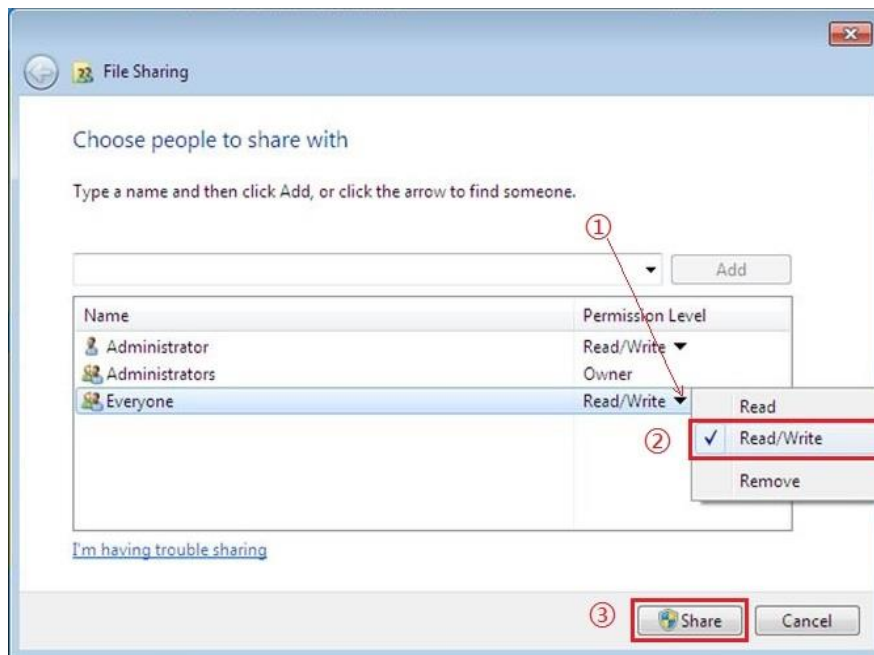 File Sharing
Choose people to share with
Type a name and then click Add, or click the arrow to find someone.
①
Add
Name Permission Level
Administrator Read/Write
Administrators Owner
Everyone Read/Write
Read
② Read/Write
Remove
I'm having trouble sharing
③ Share Cancel